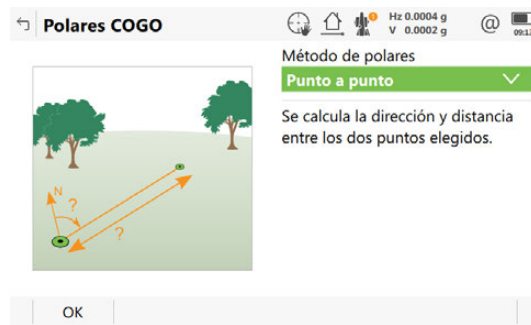 Polares COGO
Hz 0.0004 g
V 0.0002 g
@
Método de polares
Punto a punto
Se calcula la dirección y distancia
entre los dos puntos elegidos.
N
?
?
OK